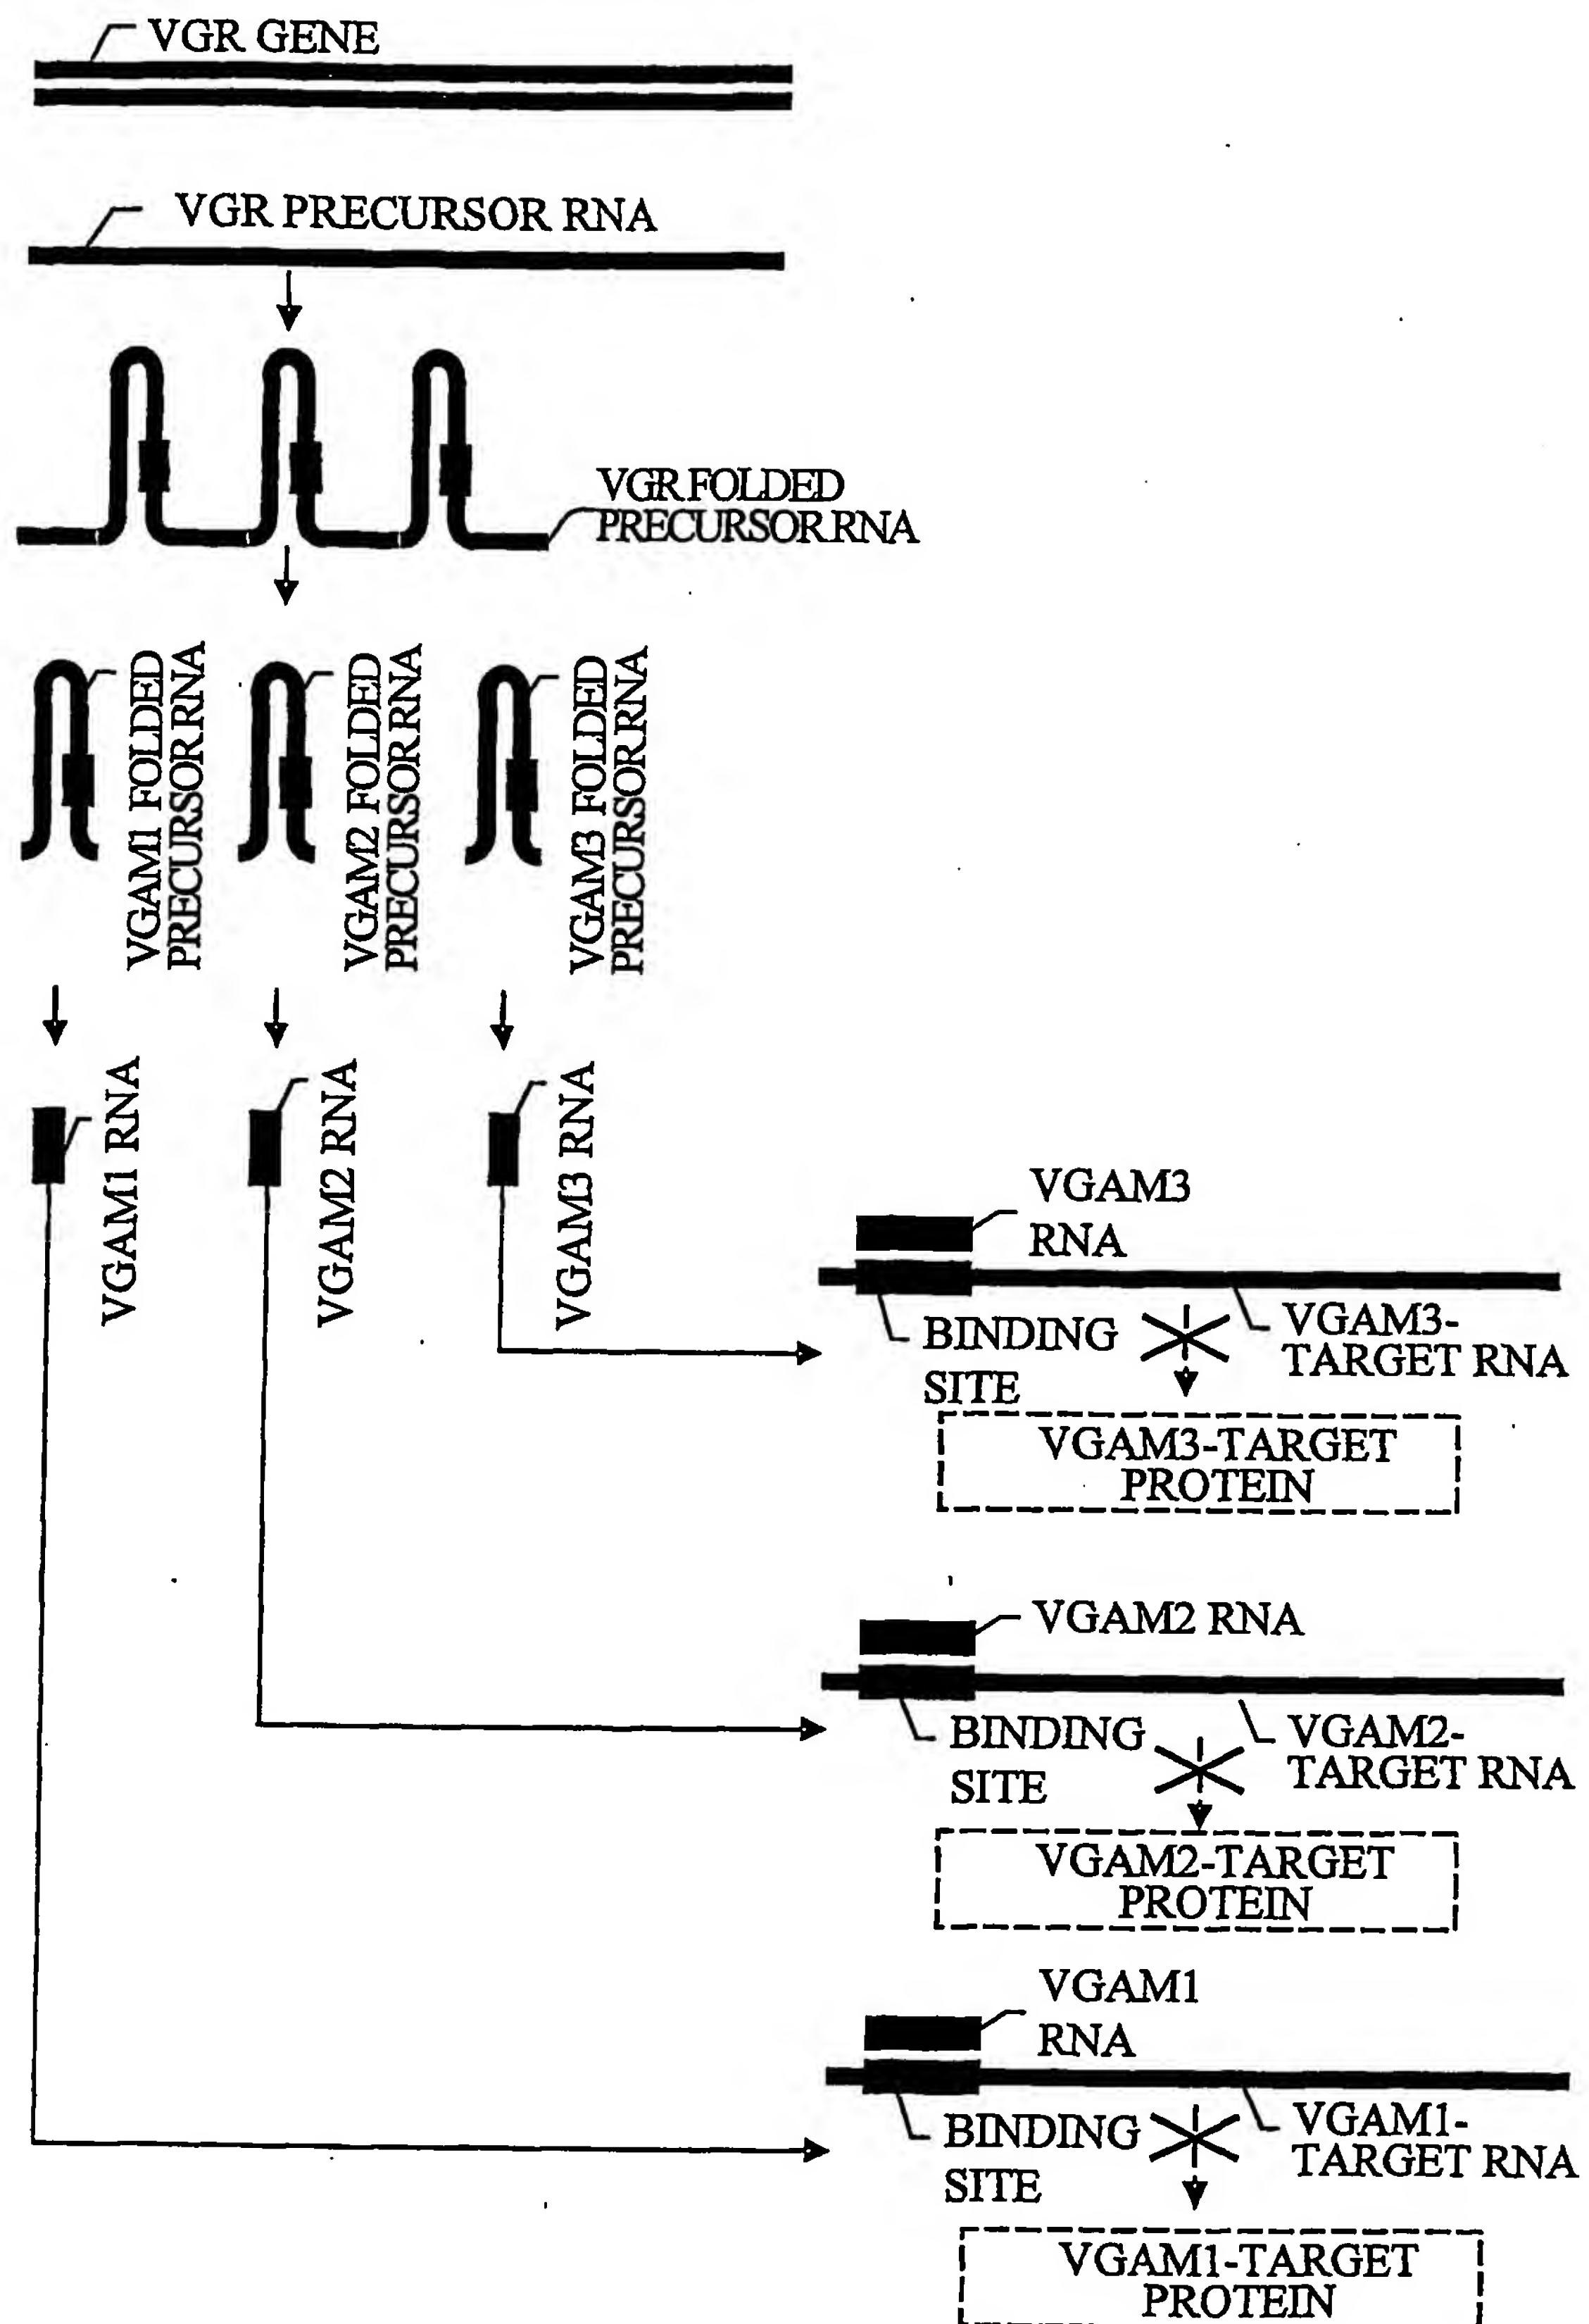 VGR GENE
VGR PRECURSOR RNA
VGR FOLDED
PRECURSOR RNA
VGAM1 FOLDED
PRECURSOR RNA
VGAM2 FOLDED
PRECURSOR RNA
VGAM3 FOLDED
PRECURSOR RNA
VGAM1 RNA
VGAM2 RNA
VGAM3 RNA
VGAM3
RNA
BINDING
SITE
VGAM3-
TARGET RNA
VGAM3-TARGET
PROTEIN
VGAM2 RNA
BINDING
SITE
VGAM2-
TARGET RNA
VGAM2-TARGET
PROTEIN
VGAM1
RNA
BINDING
SITE
VGAM1-
TARGET RNA
VGAM1-TARGET
PROTEIN